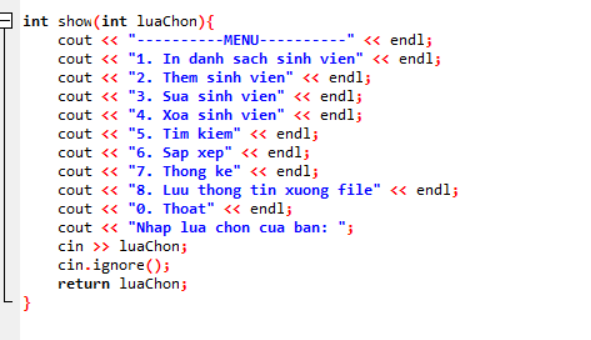 int show(int luaChon){
cout << "----------MENU----------" << endl;
cout << "1. In danh sach sinh vien" << endl;
cout << "2. Them sinh vien" << endl;
cout << "3. Sua sinh vien" << endl;
cout << "4. Xoa sinh vien" << endl;
cout << "5. Tim kiem" << endl;
cout << "6. Sap xep" << endl;
cout << "7. Thong ke" << endl;
cout << "8. Luu thong tin xuong file" << endl;
cout << "0. Thoat" << endl;
cout << "Nhap lua chon cua ban: ";
cin >> luaChon;
cin.ignore();
return luaChon;
}